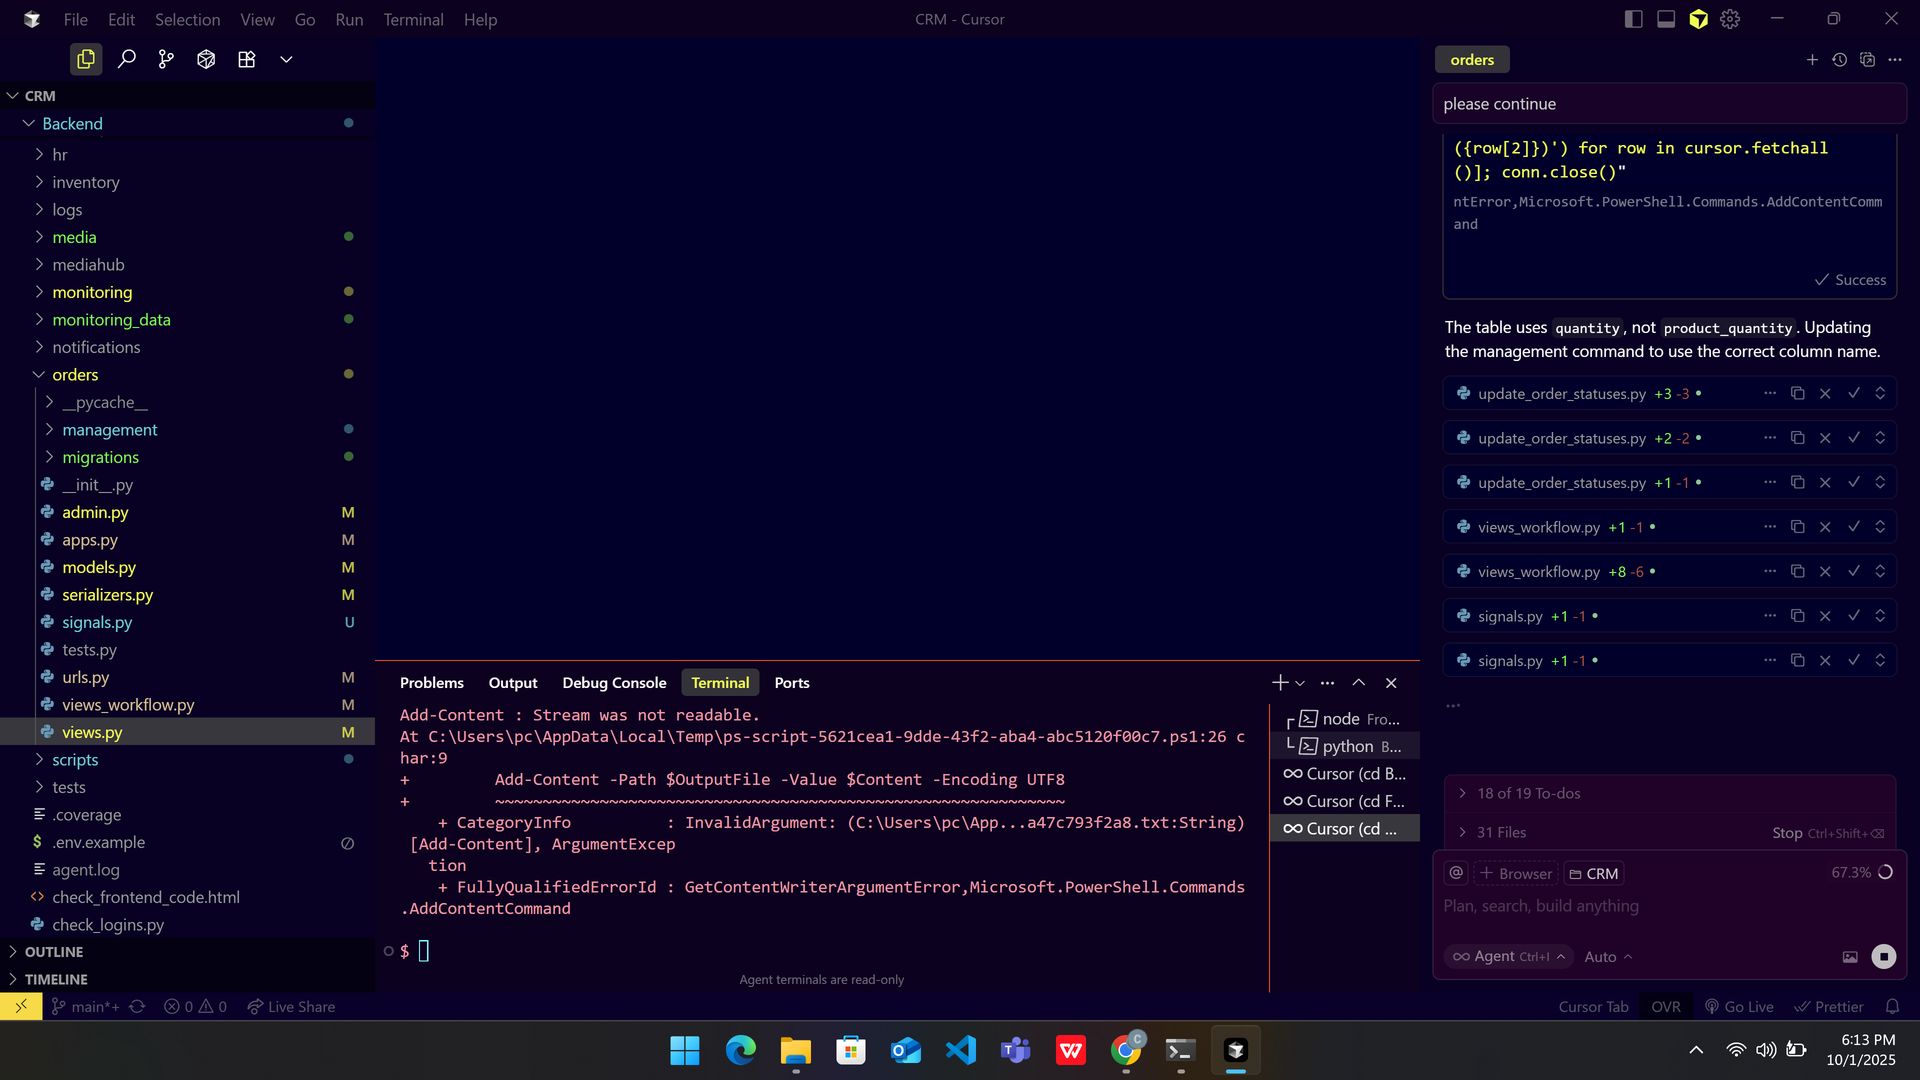 File Edit Selection View Go Run Terminal Help
CRM - Cursor
CRM
Backend
hr
inventory
logs
media
mediahub
monitoring
monitoring_data
notifications
orders
__pycache__
management
migrations
__init__.py
admin.py M
apps.py M
models.py M
serializers.py M
signals.py U
tests.py
urls.py M
views_workflow.py M
views.py M
scripts
tests
.coverage
.env.example
agent.log
check_frontend_code.html
check_logins.py
OUTLINE
TIMELINE
Problems Output Debug Console Terminal Ports
Add-Content : Stream was not readable.
At C:\Users\pc\AppData\Local\Temp\ps-script-5621cea1-9dde-43f2-aba4-abc5120f00c7.ps1:26 c
har:9
+         Add-Content -Path $OutputFile -Value $Content -Encoding UTF8
+         ~~~~~~~~~~~~~~~~~~~~~~~~~~~~~~~~~~~~~~~~~~~~~~~~~~~~~~~~~~~~
    + CategoryInfo          : InvalidArgument: (C:\Users\pc\App...a47c793f2a8.txt:String)
 [Add-Content], ArgumentExcep
   tion
    + FullyQualifiedErrorId : GetContentWriterArgumentError,Microsoft.PowerShell.Commands
.AddContentCommand
$
Agent terminals are read-only
node Fro...
python B...
Cursor (cd B...
Cursor (cd F...
Cursor (cd ...
orders
please continue
({row[2]})') for row in cursor.fetchall
()]; conn.close()"
ntError,Microsoft.PowerShell.Commands.AddContentComm
and
Success
The table uses quantity, not product_quantity. Updating
the management command to use the correct column name.
update_order_statuses.py +3 -3
update_order_statuses.py +2 -2
update_order_statuses.py +1 -1
views_workflow.py +1 -1
views_workflow.py +8 -6
signals.py +1 -1
signals.py +1 -1
18 of 19 To-dos
31 Files Stop Ctrl+Shift+⌫
@ Browser CRM 67.3%
Plan, search, build anything
Agent Ctrl+I Auto
main*+ 0 0 Live Share
Cursor Tab OVR Go Live Prettier
6:13 PM
10/1/2025